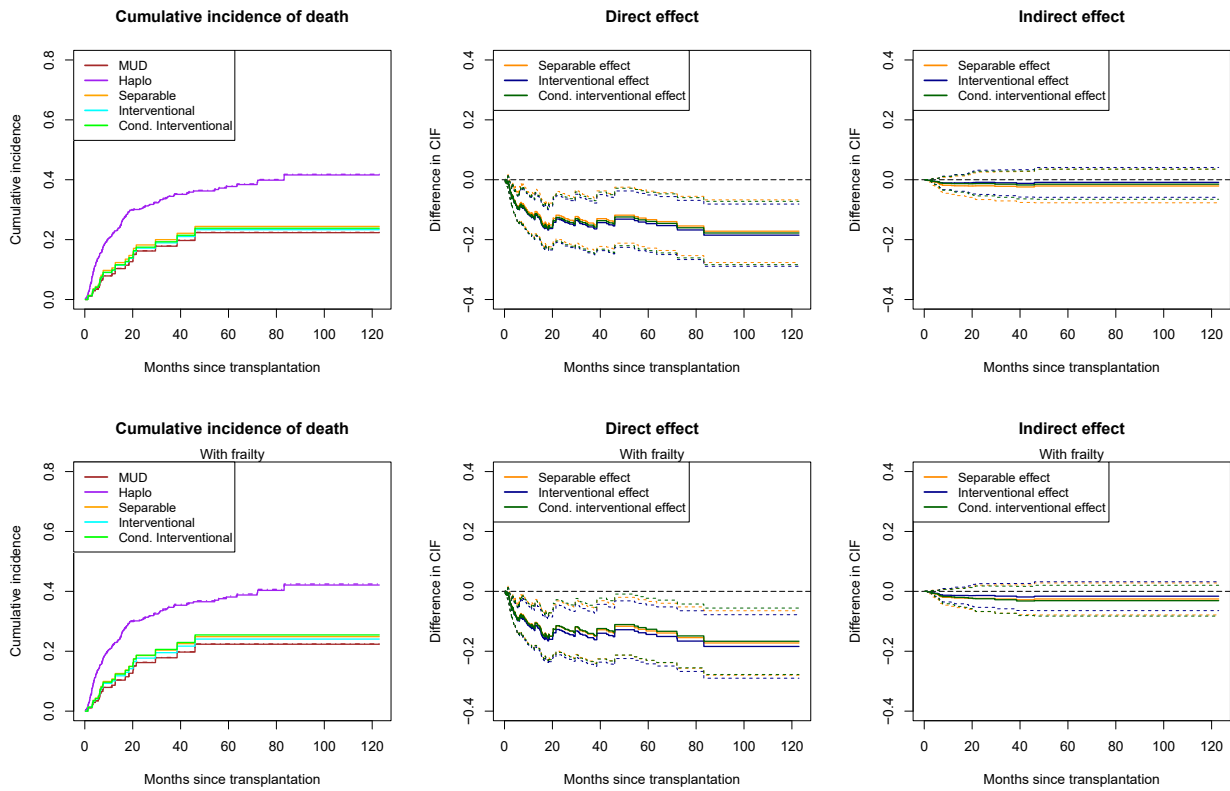 Cumulative incidence of death
Cumulative incidence
0.0 0.2 0.4 0.6 0.8
MUD
Haplo
Separable
Interventional
Cond. Interventional
0 20 40 60 80 100 120
Months since transplantation
Direct effect
Difference in CIF
−0.4 −0.2 0.0 0.2 0.4
Separable effect
Interventional effect
Cond. interventional effect
0 20 40 60 80 100 120
Months since transplantation
Indirect effect
Difference in CIF
−0.4 −0.2 0.0 0.2 0.4
Separable effect
Interventional effect
Cond. interventional effect
0 20 40 60 80 100 120
Months since transplantation
Cumulative incidence of death
With frailty
Cumulative incidence
0.0 0.2 0.4 0.6 0.8
MUD
Haplo
Separable
Interventional
Cond. Interventional
0 20 40 60 80 100 120
Months since transplantation
Direct effect
With frailty
Difference in CIF
−0.4 −0.2 0.0 0.2 0.4
Separable effect
Interventional effect
Cond. interventional effect
0 20 40 60 80 100 120
Months since transplantation
Indirect effect
With frailty
Difference in CIF
−0.4 −0.2 0.0 0.2 0.4
Separable effect
Interventional effect
Cond. interventional effect
0 20 40 60 80 100 120
Months since transplantation